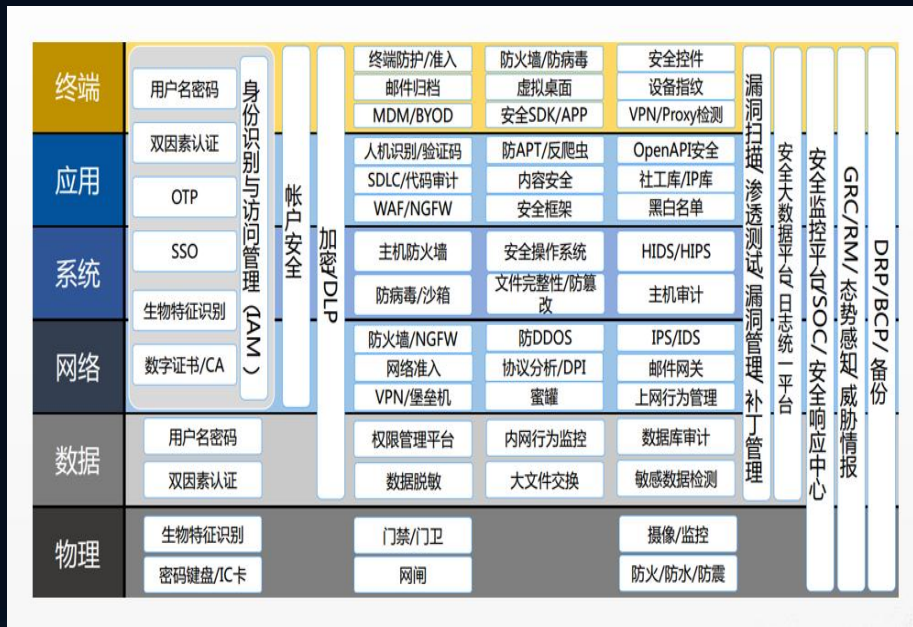 终端
应用
系统
网络
数据
物理
用户名密码
双因素认证
OTP
SSO
生物特征识别
数字证书/CA
身份识别与访问管理（IAM）
用户名密码
双因素认证
生物特征识别
密码键盘/IC卡
帐户安全
加密/DLP
终端防护/准入
防火墙/防病毒
安全控件
邮件归档
虚拟桌面
设备指纹
MDM/BYOD
安全SDK/APP
VPN/Proxy检测
人机识别/验证码
防APT/反爬虫
OpenAPI安全
SDLC/代码审计
内容安全
社工库/IP库
WAF/NGFW
安全框架
黑白名单
主机防火墙
安全操作系统
HIDS/HIPS
防病毒/沙箱
文件完整性/防篡
改
主机审计
防火墙/NGFW
防DDOS
IPS/IDS
网络准入
协议分析/DPI
邮件网关
VPN/堡垒机
蜜罐
上网行为管理
权限管理平台
内网行为监控
数据库审计
数据脱敏
大文件交换
敏感数据检测
门禁/门卫
摄像/监控
网闸
防火/防水/防震
漏洞扫描/渗透测试/漏洞管理/补丁管理
安全大数据平台/日志统一平台
安全监控平台/SOC/安全响应中心
GRC/RM/态势感知/威胁情报
DRP/BCP/备份